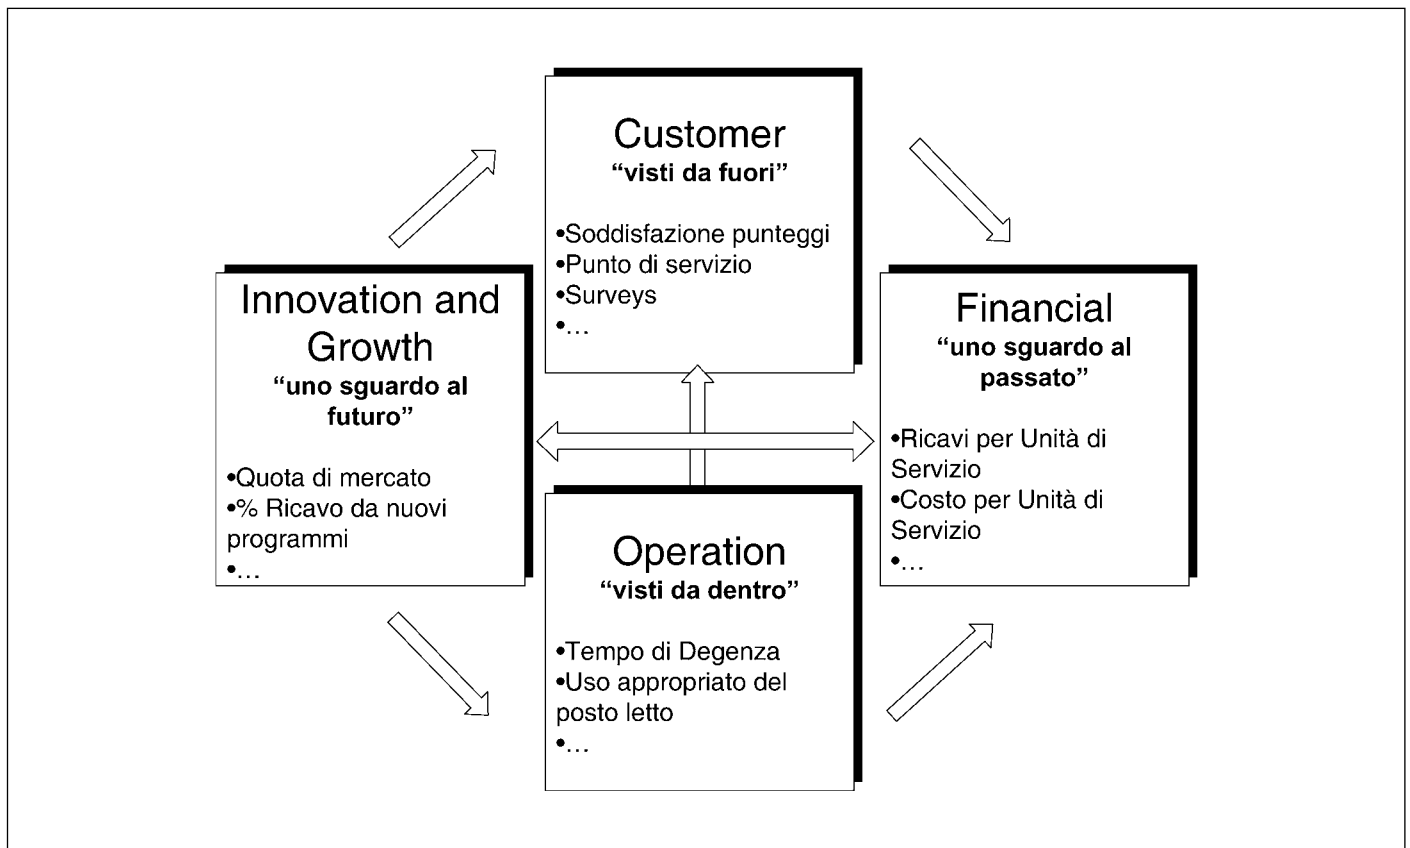 Customer
“visti da fuori”
•Soddisfazione punteggi
•Punto di servizio
•Surveys
•…
Innovation and
Growth
“uno sguardo al
futuro”
•Quota di mercato
•% Ricavo da nuovi
programmi
•…
Financial
“uno sguardo al
passato”
•Ricavi per Unità di
Servizio
•Costo per Unità di
Servizio
•…
Operation
“visti da dentro”
•Tempo di Degenza
•Uso appropriato del
posto letto
•…